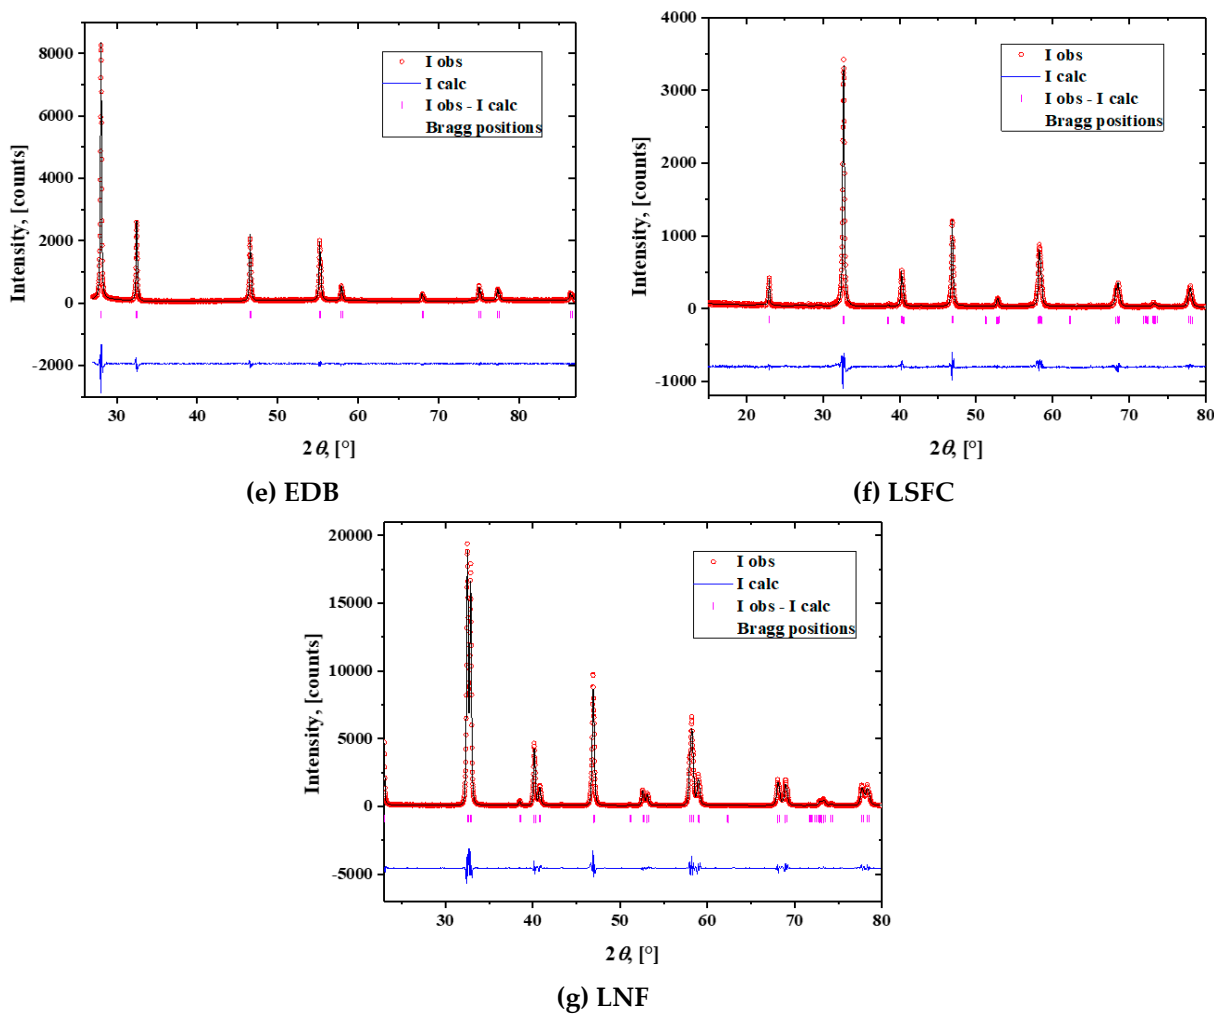 8000
6000
4000
2000
0
-2000
Intensity, [counts]
I obs
I calc
I obs - I calc
Bragg positions
30 40 50 60 70 80
2θ, [°]
(e) EDB
4000
3000
2000
1000
0
-1000
Intensity, [counts]
I obs
I calc
I obs - I calc
Bragg positions
20 30 40 50 60 70 80
2θ, [°]
(f) LSFC
20000
15000
10000
5000
0
-5000
Intensity, [counts]
I obs
I calc
I obs - I calc
Bragg positions
30 40 50 60 70 80
2θ, [°]
(g) LNF